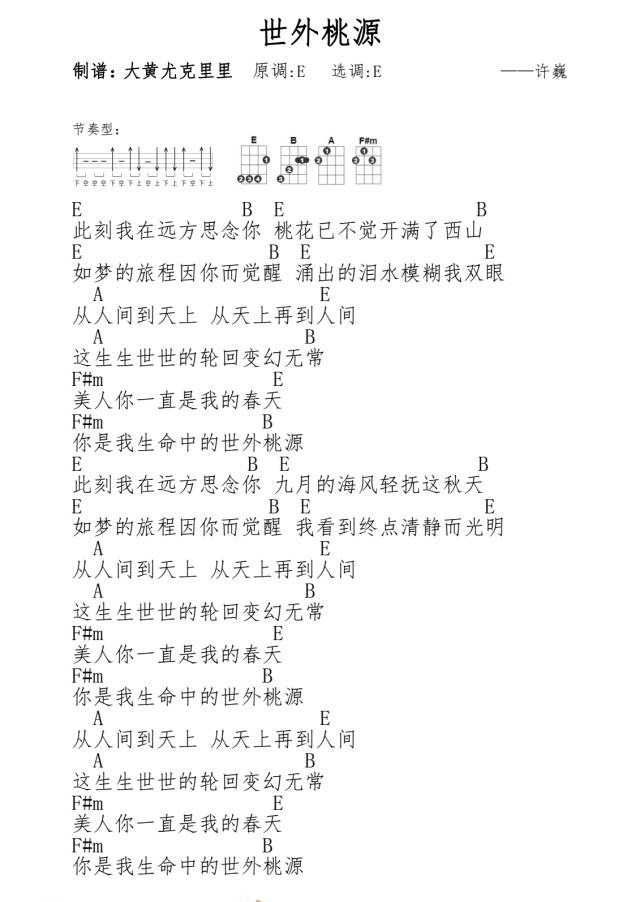 世外桃源
制谱：大黄尤克里里 原调:E 选调:E ——许巍
节奏型：
E B A F#m
下 空 空 空 下 空 下 上 空 上 下 上 下 空 下 上
E B E B
此刻我在远方思念你 桃花已不觉开满了西山
E B E E
如梦的旅程因你而觉醒 涌出的泪水模糊我双眼
A E
从人间到天上 从天上再到人间
A B
这生生世世的轮回变幻无常
F#m E
美人你一直是我的春天
F#m B
你是我生命中的世外桃源
E B E B
此刻我在远方思念你 九月的海风轻抚这秋天
E B E E
如梦的旅程因你而觉醒 我看到终点清静而光明
A E
从人间到天上 从天上再到人间
A B
这生生世世的轮回变幻无常
F#m E
美人你一直是我的春天
F#m B
你是我生命中的世外桃源
A E
从人间到天上 从天上再到人间
A B
这生生世世的轮回变幻无常
F#m E
美人你一直是我的春天
F#m B
你是我生命中的世外桃源